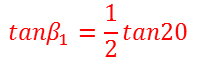 tanβ₁ = 1/2 tan20